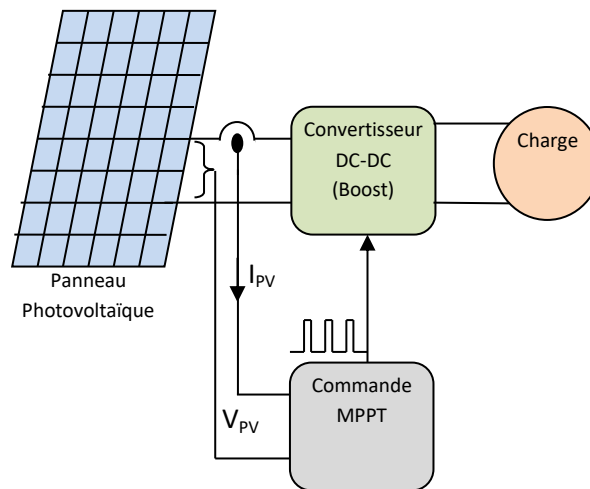 Convertisseur
DC-DC
(Boost)
Charge
Panneau
Photovoltaïque
I_PV
Commande
MPPT
V_PV